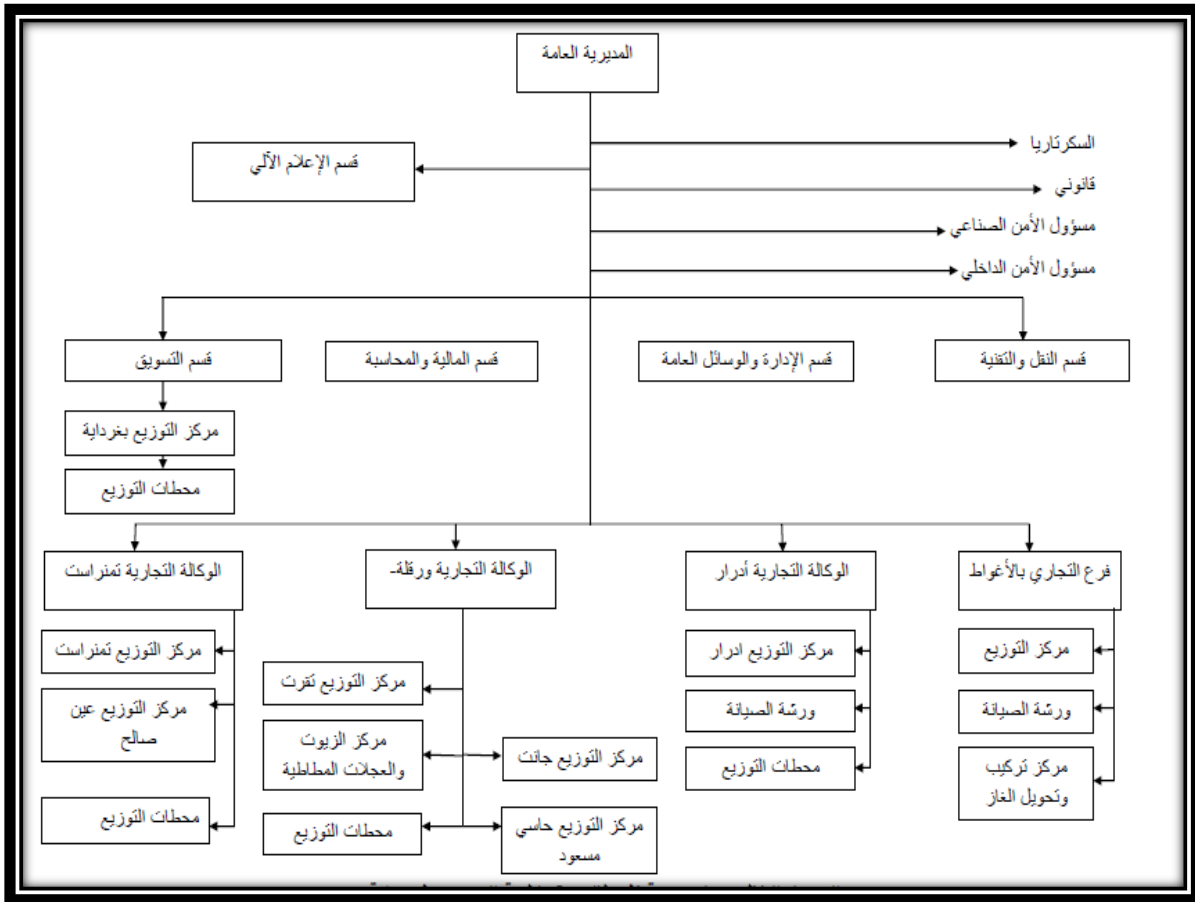 المديرية العامة
السكرتاريا
قسم الإعلام الآلي
قانوني
مسؤول الأمن الصناعي
مسؤول الأمن الداخلي
قسم النقل والتقنية
قسم الإدارة والوسائل العامة
قسم المالية والمحاسبة
قسم التسويق
مركز التوزيع بغرداية
محطات التوزيع
فرع التجاري بالأغواط
الوكالة التجارية أدرار
الوكالة التجارية ورقلة-
الوكالة التجارية تمنراست
مركز التوزيع
ورشة الصيانة
مركز تركيب
وتحويل الغاز
مركز التوزيع ادرار
ورشة الصيانة
محطات التوزيع
مركز التوزيع تقرت
مركز الزيوت
والعجلات المطاطية
محطات التوزيع
مركز التوزيع جانت
مركز التوزيع حاسي
مسعود
مركز التوزيع تمنراست
مركز التوزيع عين
صالح
محطات التوزيع